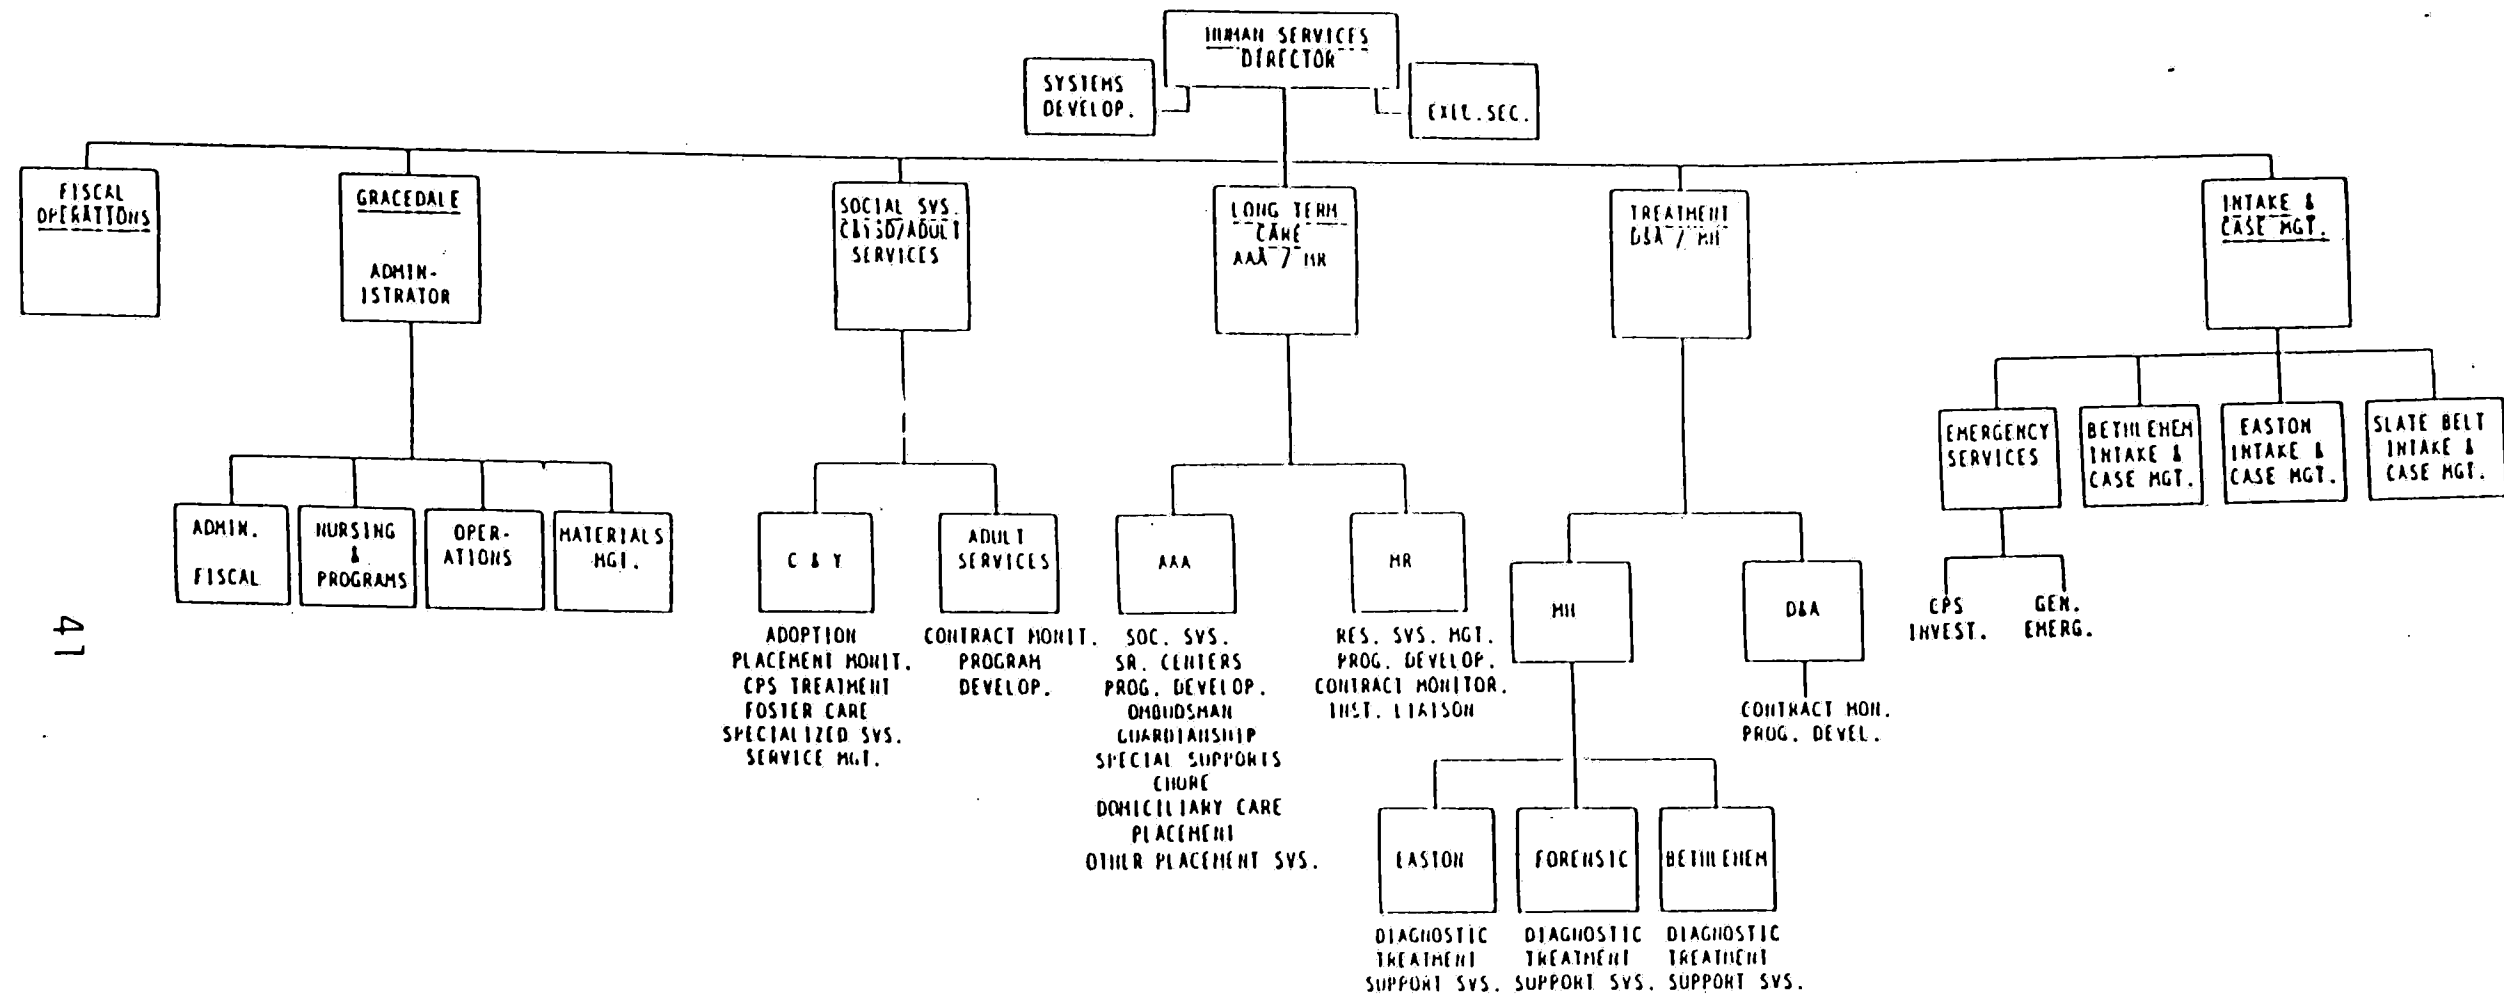 HUMAN SERVICES
DIRECTOR
SYSTEMS
DEVELOP.
EXEC. SEC.
FISCAL
OPERATIONS
GRACEDALE
ADMIN-
ISTRATOR
SOCIAL SVS.
/ADULT
SERVICES
LONG TERM
CARE
AAA / MR
TREATMENT
D&A / MH
INTAKE &
CASE MGT.
ADMIN.
FISCAL
NURSING
&
PROGRAMS
OPER-
ATIONS
MATERIALS
MGT.
C & Y
ADOPTION
PLACEMENT MONIT.
CPS TREATMENT
FOSTER CARE
SPECIALIZED SVS.
SERVICE MGT.
ADULT
SERVICES
CONTRACT MONIT.
PROGRAM
DEVELOP.
AAA
SOC. SVS.
SR. CENTERS
PROG. DEVELOP.
OMBUDSMAN
GUARDIANSHIP
SPECIAL SUPPORTS
CHORE
DOMICILIARY CARE
PLACEMENT
OTHER PLACEMENT SVS.
MR
RES. SVS. MGT.
PROG. DEVELOP.
CONTRACT MONITOR.
INST. LIAISON
MH
D&A
CONTRACT MON.
PROG. DEVEL.
EASTON
DIAGNOSTIC
TREATMENT
SUPPORT SVS.
FORENSIC
DIAGNOSTIC
TREATMENT
SUPPORT SVS.
BETHLEHEM
DIAGNOSTIC
TREATMENT
SUPPORT SVS.
EMERGENCY
SERVICES
CPS
INVEST.
GEN.
EMERG.
BETHLEHEM
INTAKE &
CASE MGT.
EASTON
INTAKE &
CASE MGT.
SLATE BELT
INTAKE &
CASE MGT.
41